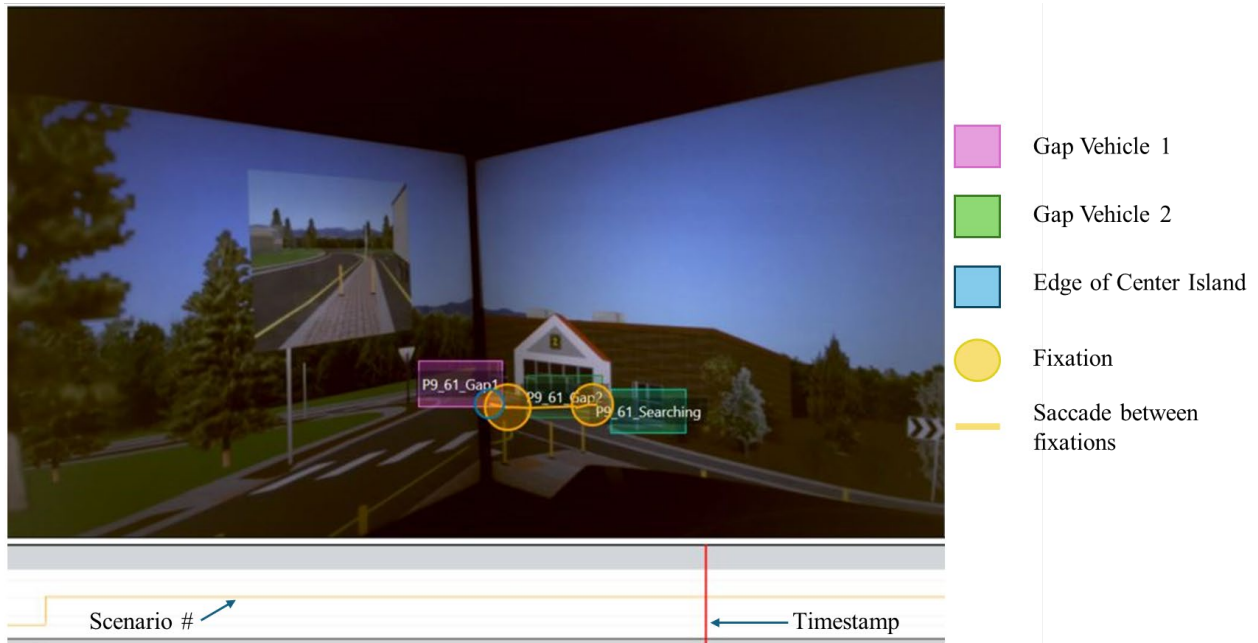 P9_61_Gap1
P9_61_Gap2
P9_61_Searching
Gap Vehicle 1
Gap Vehicle 2
Edge of Center Island
Fixation
Saccade between
fixations
Scenario #
Timestamp